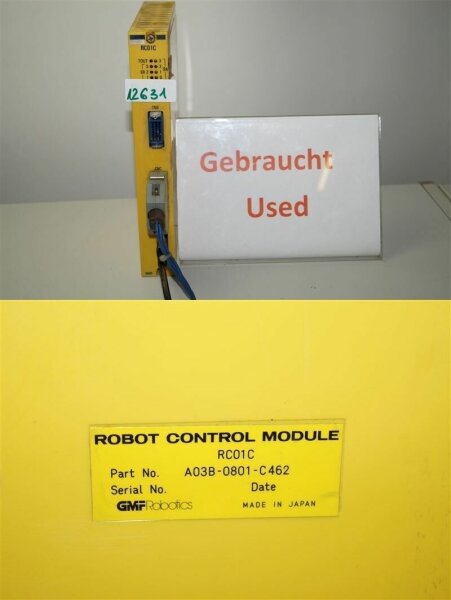 RC01C
12631
Gebraucht
Used
ROBOT CONTROL MODULE
RC01C
Part No. A03B-0801-C462
Serial No. Date
GMFRobotics MADE IN JAPAN